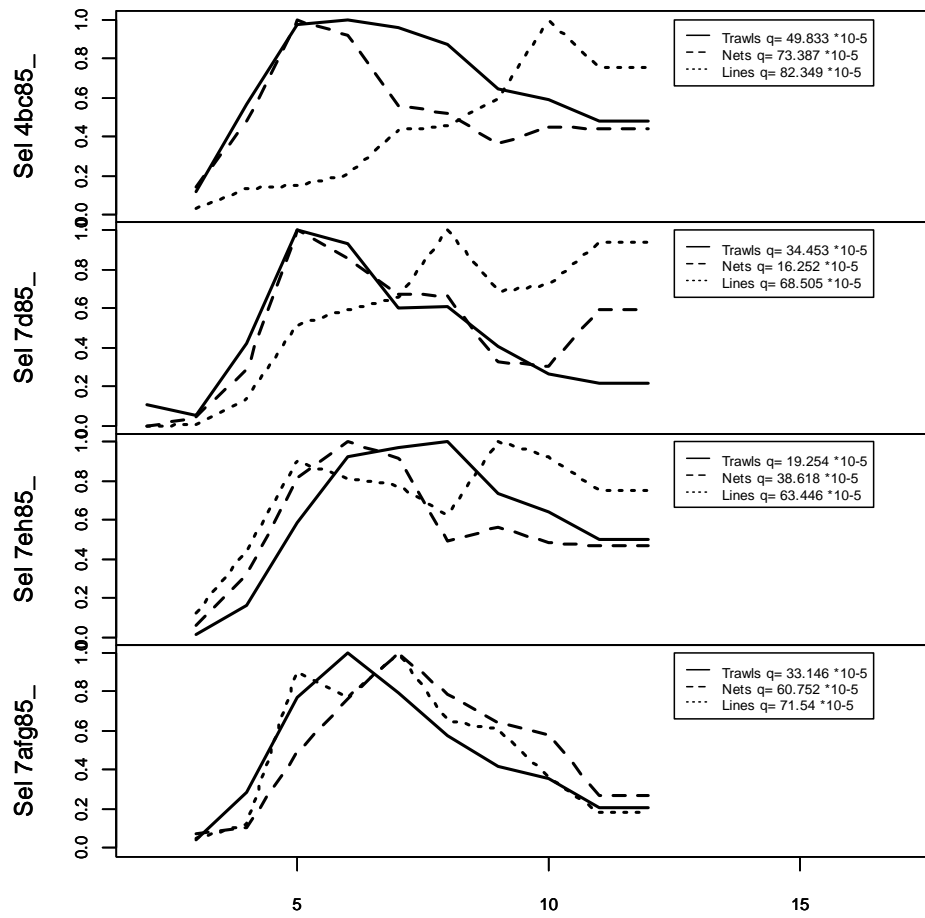 Sel 4bc85_
1.0
0.8
0.6
0.4
0.2
0.0
Trawls q= 49.833 *10-5
Nets q= 73.387 *10-5
Lines q= 82.349 *10-5
Sel 7d85_
1.0
0.8
0.6
0.4
0.2
0.0
Trawls q= 34.453 *10-5
Nets q= 16.252 *10-5
Lines q= 68.505 *10-5
Sel 7eh85_
1.0
0.8
0.6
0.4
0.2
0.0
Trawls q= 19.254 *10-5
Nets q= 38.618 *10-5
Lines q= 63.446 *10-5
Sel 7afg85_
1.0
0.8
0.6
0.4
0.2
0.0
Trawls q= 33.146 *10-5
Nets q= 60.752 *10-5
Lines q= 71.54 *10-5
5 10 15